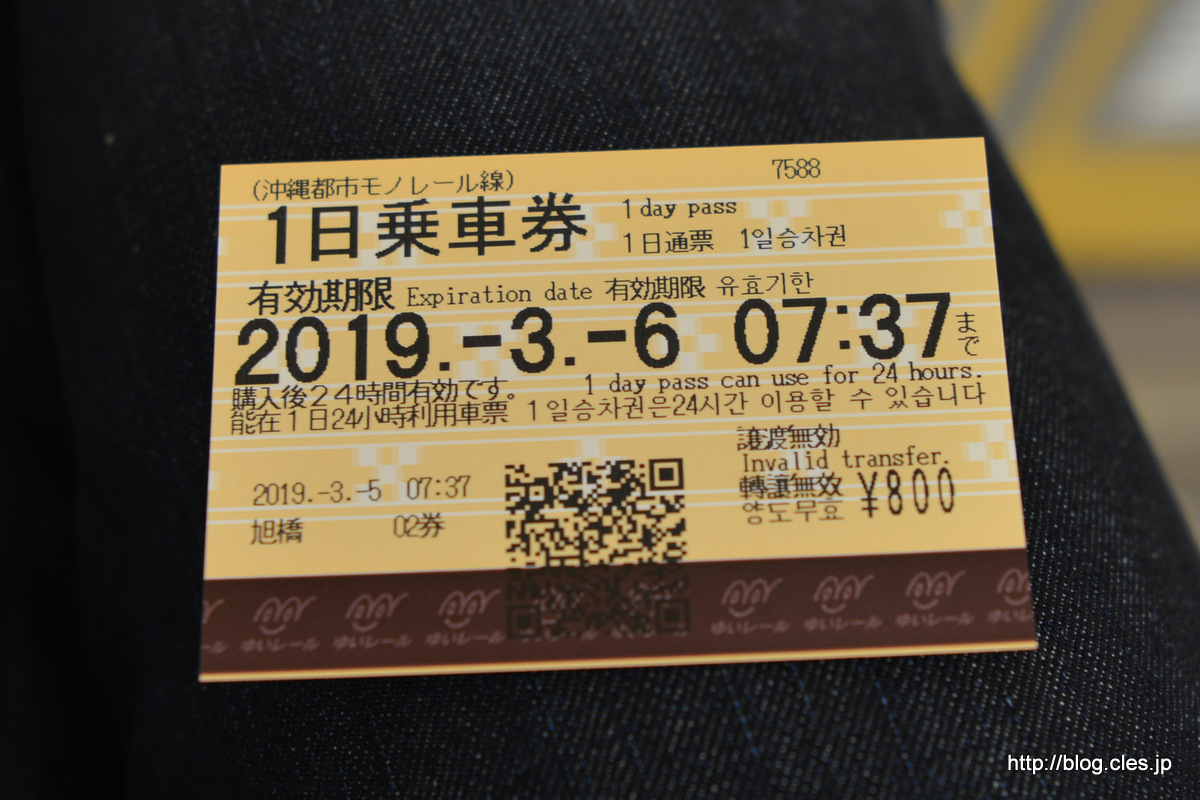 (沖縄都市モノレール線) 7588
1日乗車券 1 day pass
1日通票 1일승차권
有効期限 Expiration date 有効期限 유효기한
2019.-3.-6 07:37まで
購入後24時間有効です。 1 day pass can use for 24 hours.
能在1日24小時利用車票 1일승차권은24시간 이용할 수 있습니다
譲渡無効
Invalid transfer.
轉讓無效 ¥800
양도무효
2019.-3.-5 07:37
旭橋 02券
http://blog.cles.jp